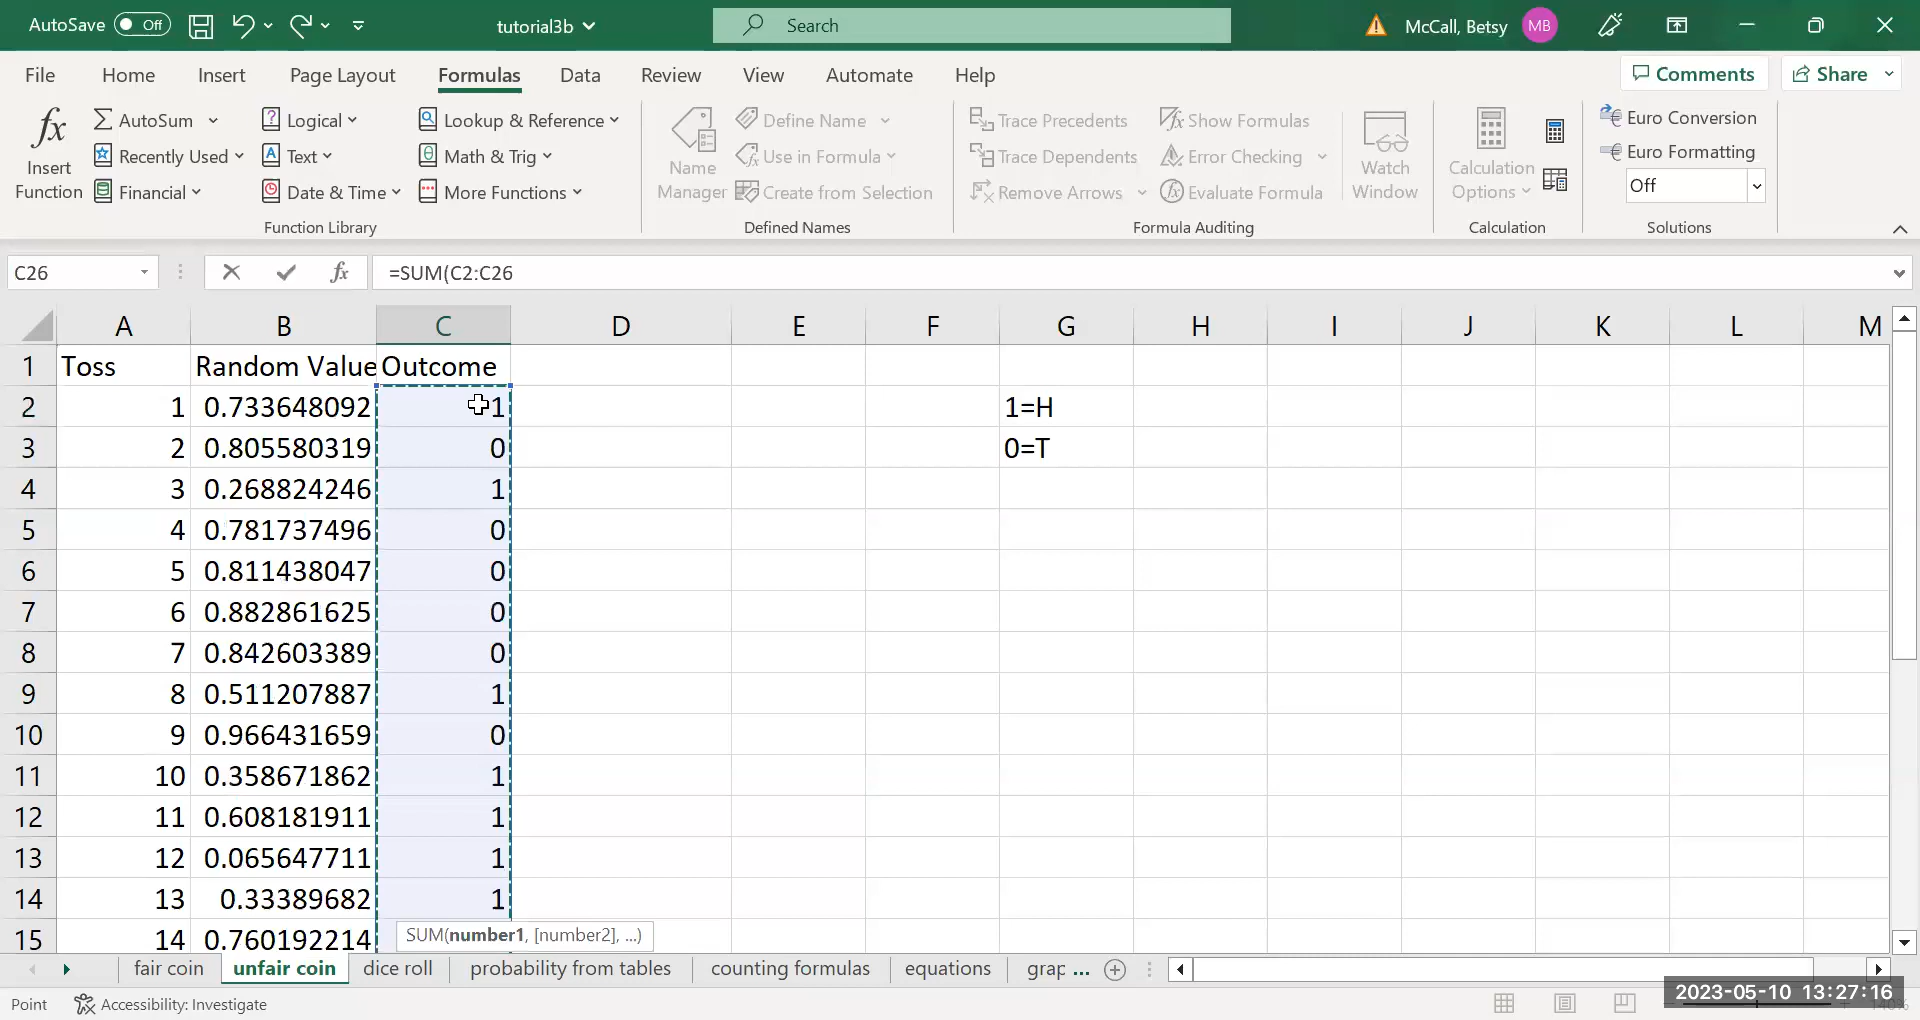 AutoSave Off tutorial3b Search McCall, Betsy MB
File Home Insert Page Layout Formulas Data Review View Automate Help Comments Share
fx Insert Function
AutoSum
Recently Used
Financial
Logical
Text
Date & Time
Lookup & Reference
Math & Trig
More Functions
Function Library
Name Manager
Define Name
Use in Formula
Create from Selection
Defined Names
Trace Precedents
Trace Dependents
Remove Arrows
Show Formulas
Error Checking
Evaluate Formula
Formula Auditing
Watch Window
Calculation Options
Calculation
Euro Conversion
Euro Formatting
Off
Solutions
C26 fx =SUM(C2:C26
A B C D E F G H I J K L M
1 Toss Random Value Outcome
2 1 0.733648092 1 1=H
3 2 0.805580319 0 0=T
4 3 0.268824246 1
5 4 0.781737496 0
6 5 0.811438047 0
7 6 0.882861625 0
8 7 0.842603389 0
9 8 0.511207887 1
10 9 0.966431659 0
11 10 0.358671862 1
12 11 0.608181911 1
13 12 0.065647711 1
14 13 0.33389682 1
15 14 0.760192214
SUM(number1, [number2], ...)
fair coin unfair coin dice roll probability from tables counting formulas equations grap ...
Point Accessibility: Investigate
2023-05-10 13:27:16